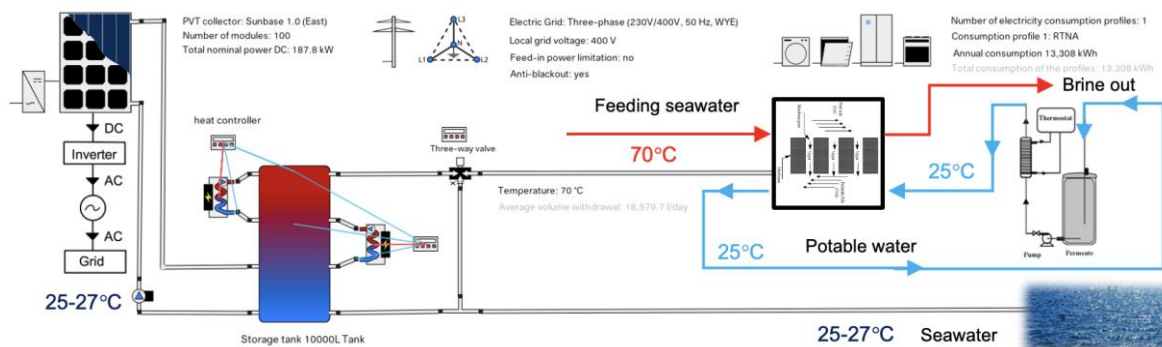 PVT collector: Sunbase 1.0 (East)
Number of modules: 100
Total nominal power DC: 187.8 kW
L3
N
L1
L2
Electric Grid: Three-phase (230V/400V, 50 Hz, WYE)
Local grid voltage: 400 V
Feed-in power limitation: no
Anti-blackout: yes
Number of electricity consumption profiles: 1
Consumption profile 1: RTNA
Annual consumption 13,308 kWh
Total consumption of the profiles: 13,308 kWh
DC
Inverter
AC
AC
Grid
25-27°C
heat controller
Storage tank 10000L Tank
Three-way valve
Feeding seawater
70°C
Temperature: 70 °C
Average volume withdrawal: 18,579.7 l/day
Brine out
25°C
Thermostat
25°C
Potable water
Pump
Permeate
25-27°C Seawater